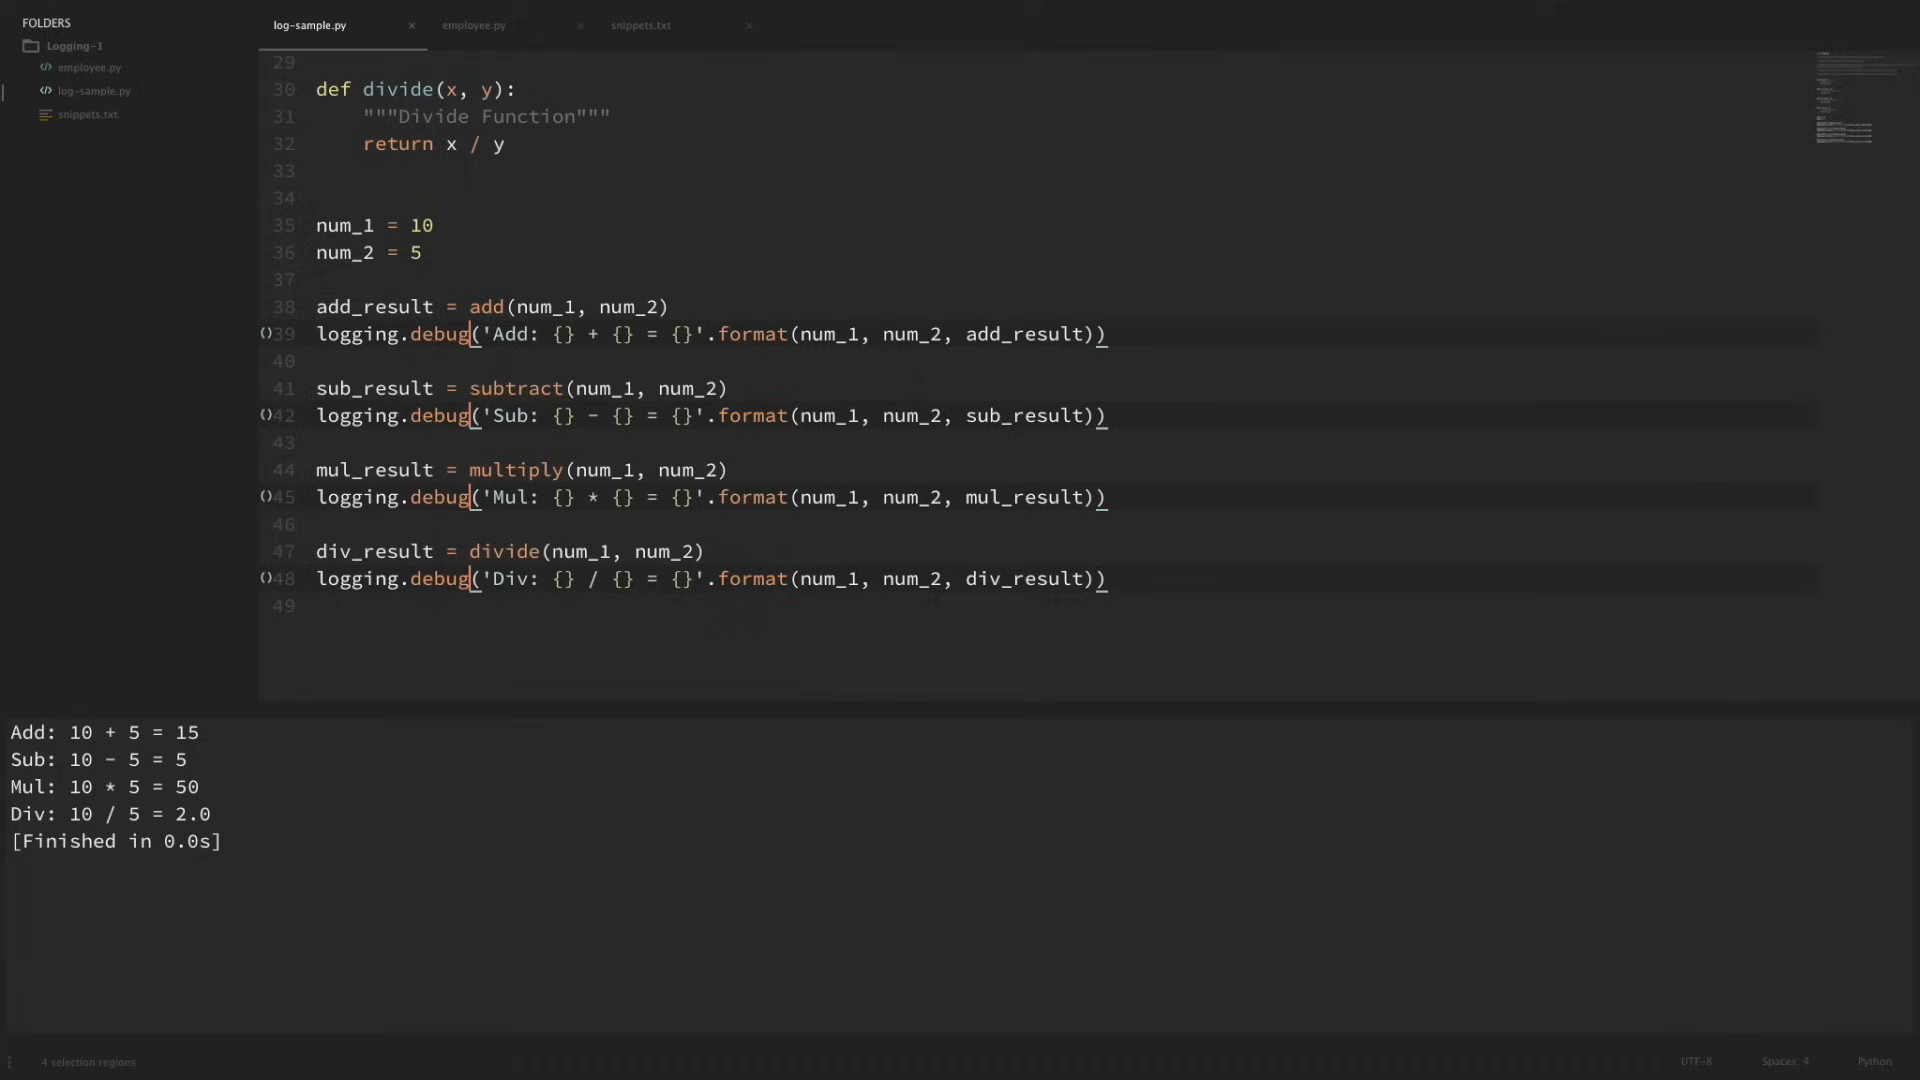 FOLDERS
Logging-1
employee.py
log-sample.py
snippets.txt
log-sample.py × employee.py × snippets.txt ×
29
30 def divide(x, y):
31 """Divide Function"""
32 return x / y
33
34
35 num_1 = 10
36 num_2 = 5
37
38 add_result = add(num_1, num_2)
39 logging.debug('Add: {} + {} = {}'.format(num_1, num_2, add_result))
40
41 sub_result = subtract(num_1, num_2)
42 logging.debug('Sub: {} - {} = {}'.format(num_1, num_2, sub_result))
43
44 mul_result = multiply(num_1, num_2)
45 logging.debug('Mul: {} * {} = {}'.format(num_1, num_2, mul_result))
46
47 div_result = divide(num_1, num_2)
48 logging.debug('Div: {} / {} = {}'.format(num_1, num_2, div_result))
49
Add: 10 + 5 = 15
Sub: 10 - 5 = 5
Mul: 10 * 5 = 50
Div: 10 / 5 = 2.0
[Finished in 0.0s]
4 selection regions UTF-8 Spaces: 4 Python